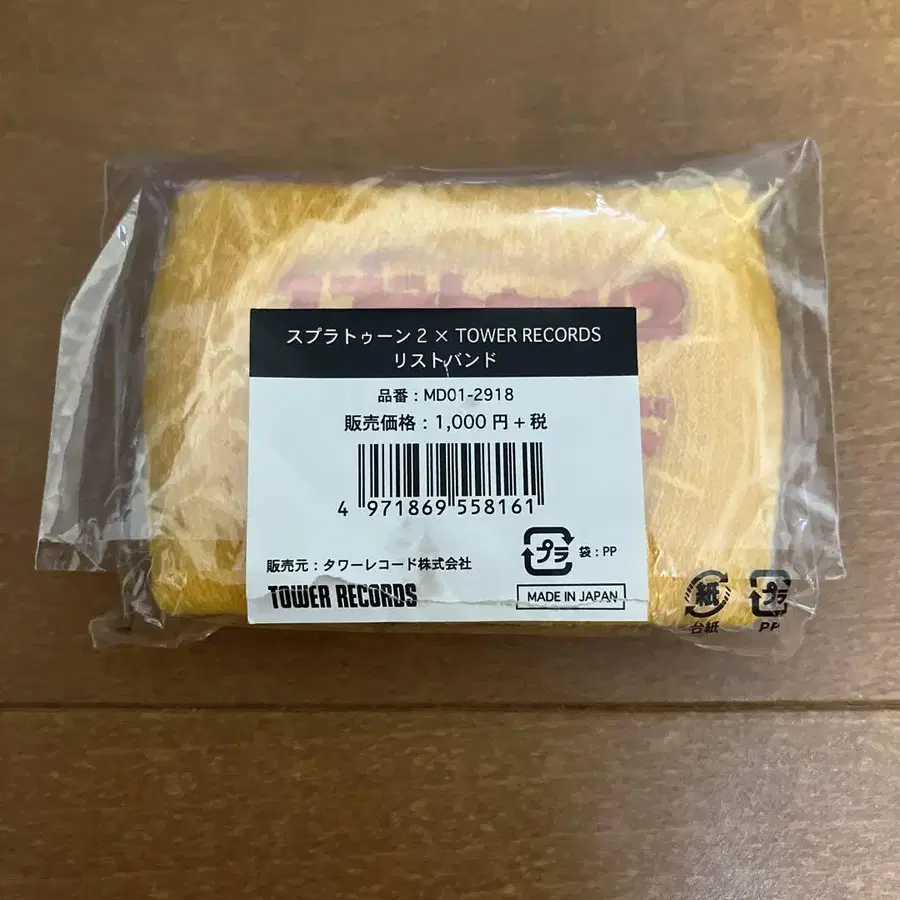 スプラトゥーン2 × TOWER RECORDS
リストバンド
品番：MD01-2918
販売価格：1,000円+税
4 971869 558161
プラ 袋：PP
販売元：タワーレコード株式会社
TOWER RECORDS
MADE IN JAPAN
紙 プラ
台紙 PP